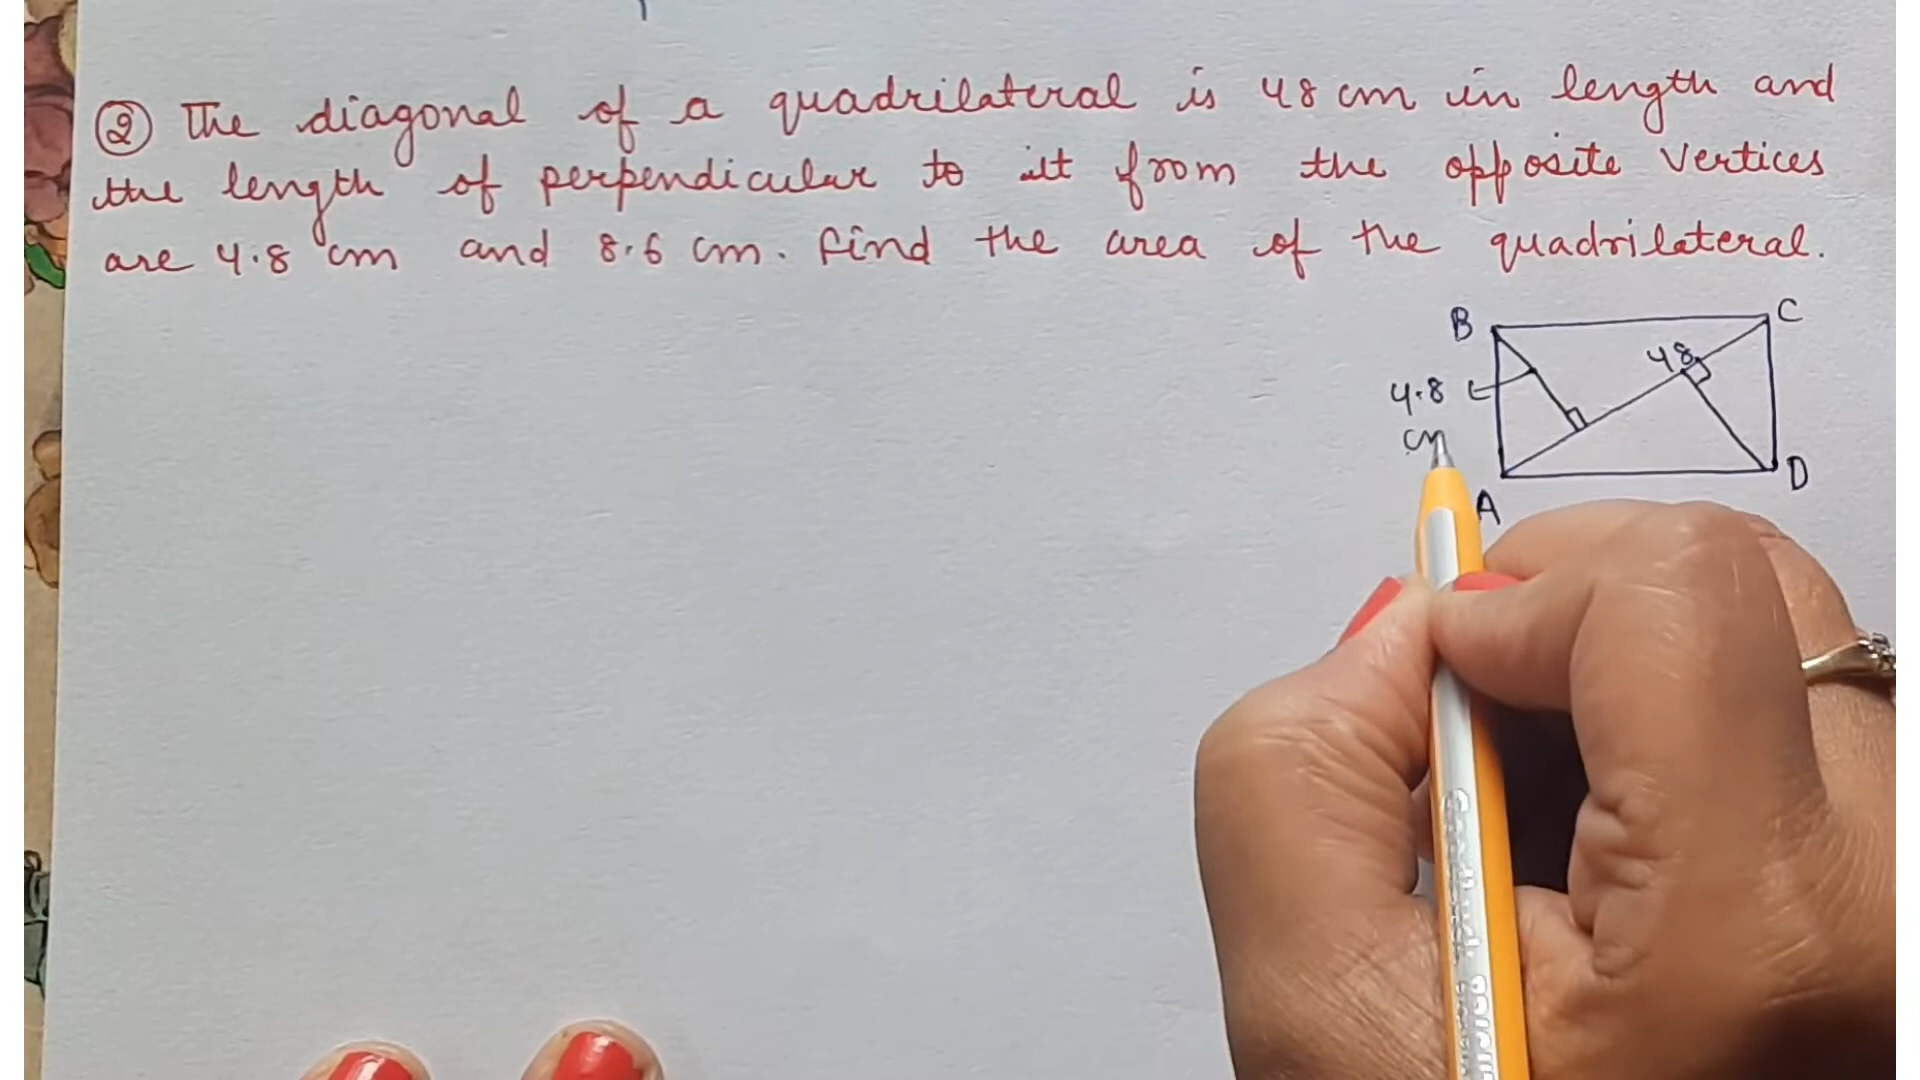 ② The diagonal of a quadrilateral is 48 cm in length and
the length of perpendicular to it from the opposite vertices
are 4.8 cm and 8.6 cm. find the area of the quadrilateral.
B
C
48
4.8
cm
A
D